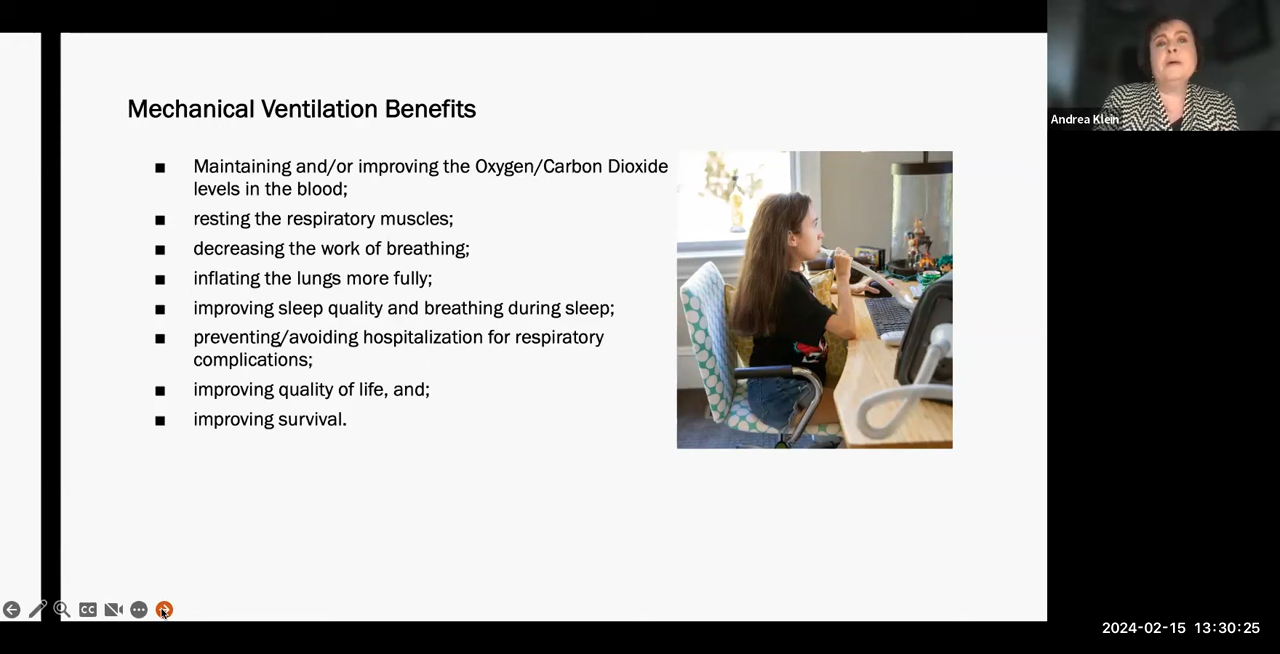 Mechanical Ventilation Benefits
■ Maintaining and/or improving the Oxygen/Carbon Dioxide
levels in the blood;
■ resting the respiratory muscles;
■ decreasing the work of breathing;
■ inflating the lungs more fully;
■ improving sleep quality and breathing during sleep;
■ preventing/avoiding hospitalization for respiratory
complications;
■ improving quality of life, and;
■ improving survival.
Andrea Klein
CC
2024-02-15 13:30:25